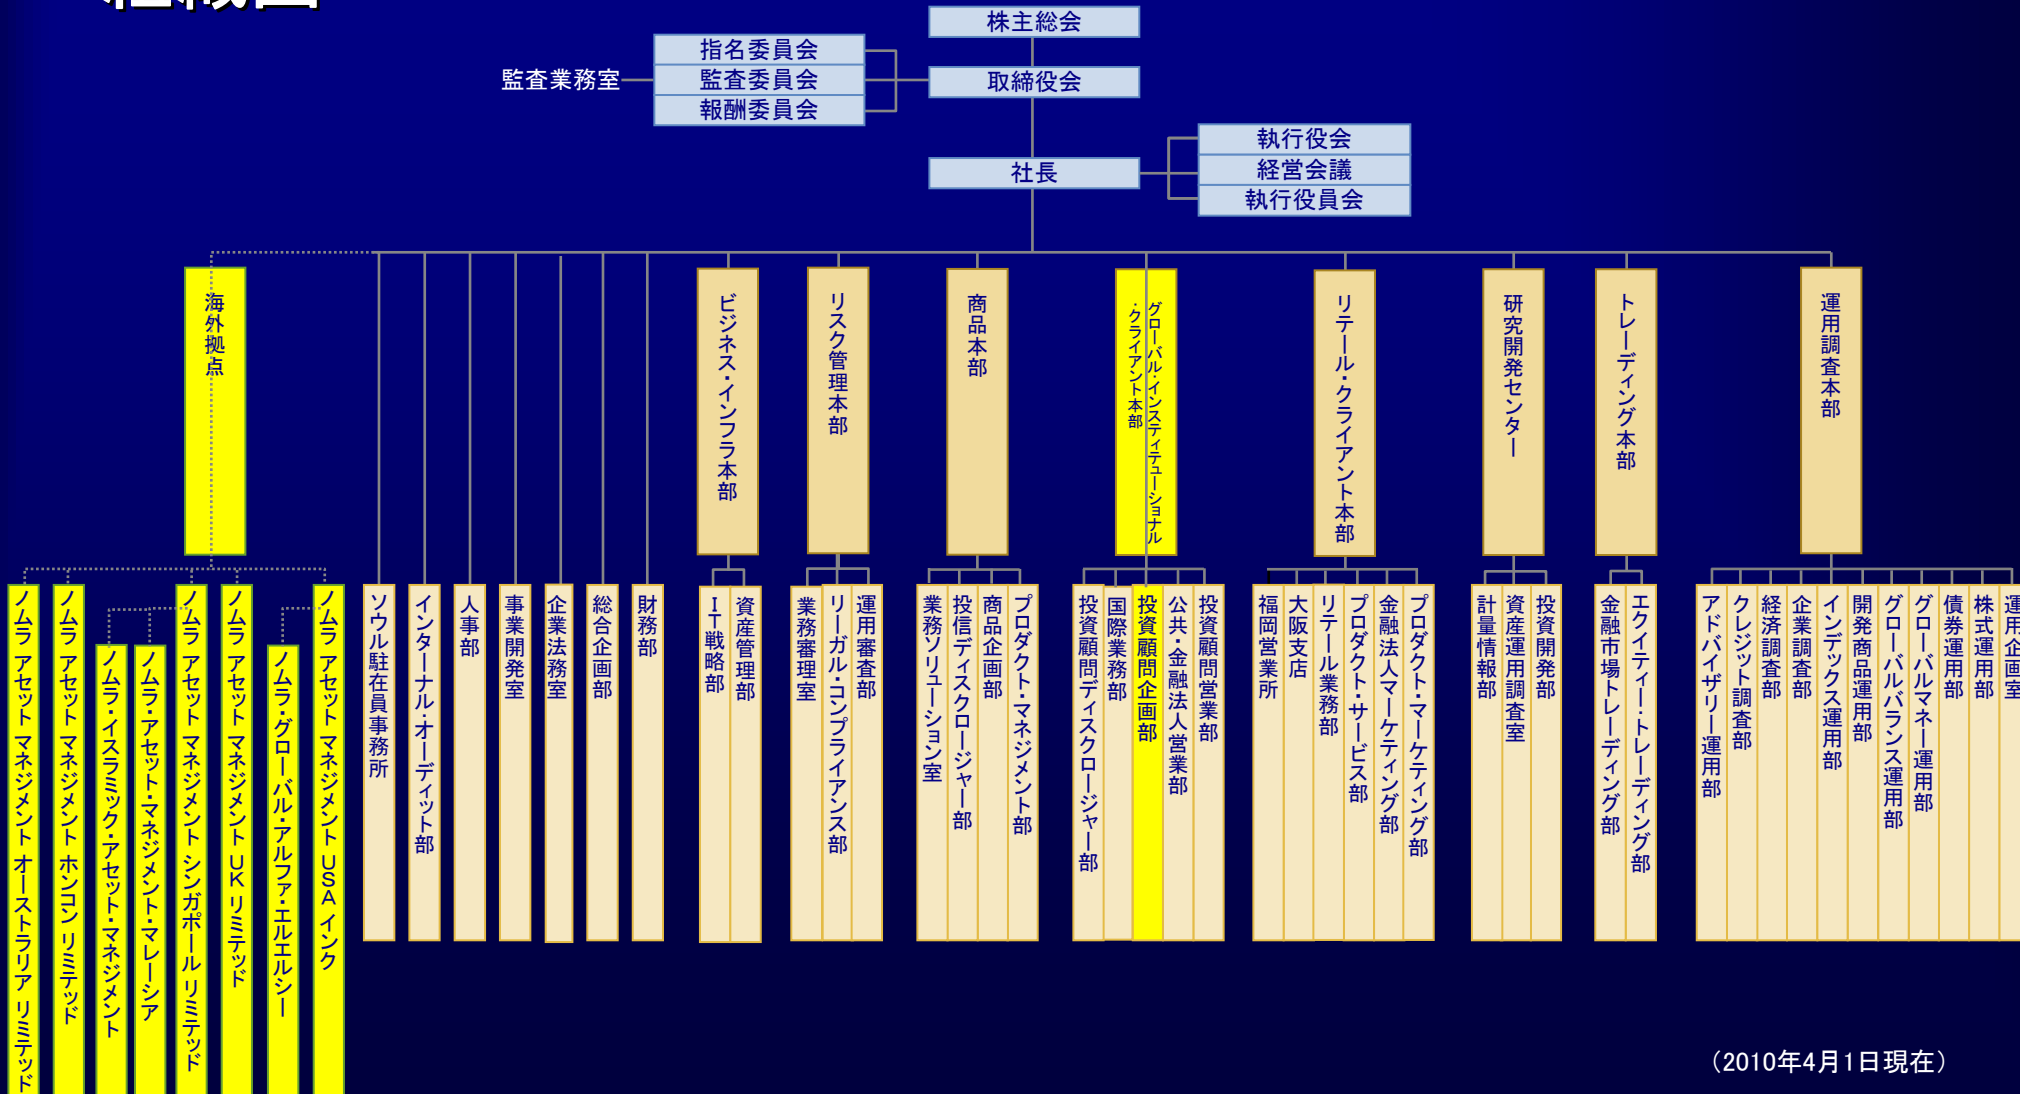 組織図
株主総会
指名委員会
監査業務室
監査委員会
報酬委員会
取締役会
社長
執行役会
経営会議
執行役員会
海外拠点
ビジネス・インフラ本部
リスク管理本部
商品本部
グローバル・インスティテューショナル
・クライアント本部
リテール・クライアント本部
研究開発センター
トレーディング本部
運用調査本部
ノムラ アセット マネジメント オーストラリア リミテッド
ノムラ アセット マネジメント ホンコン リミテッド
ノムラ・イスラミック・アセット・マネジメント
ノムラ・アセット・マネジメント・マレーシア
ノムラ アセット マネジメント シンガポール リミテッド
ノムラ アセット マネジメント UK リミテッド
ノムラ・グローバル・アルファ・エルエルシー
ノムラ アセット マネジメント USA インク
ソウル駐在員事務所
インターナル・オーディット部
人事部
事業開発室
企業法務室
総合企画部
財務部
IT戦略部
資産管理部
業務審理室
リーガル・コンプライアンス部
運用審査部
業務ソリューション室
投信ディスクロージャー部
商品企画部
プロダクト・マネジメント部
投資顧問ディスクロージャー部
国際業務部
投資顧問企画部
公共・金融法人営業部
投資顧問営業部
福岡営業所
大阪支店
リテール業務部
プロダクト・サービス部
金融法人マーケティング部
プロダクト・マーケティング部
計量情報部
資産運用調査室
投資開発部
金融市場トレーディング部
エクイティー・トレーディング部
アドバイザリー運用部
クレジット調査部
経済調査部
企業調査部
インデックス運用部
開発商品運用部
グローバルバランス運用部
グローバルマネー運用部
債券運用部
株式運用部
運用企画室
（2010年4月1日現在）